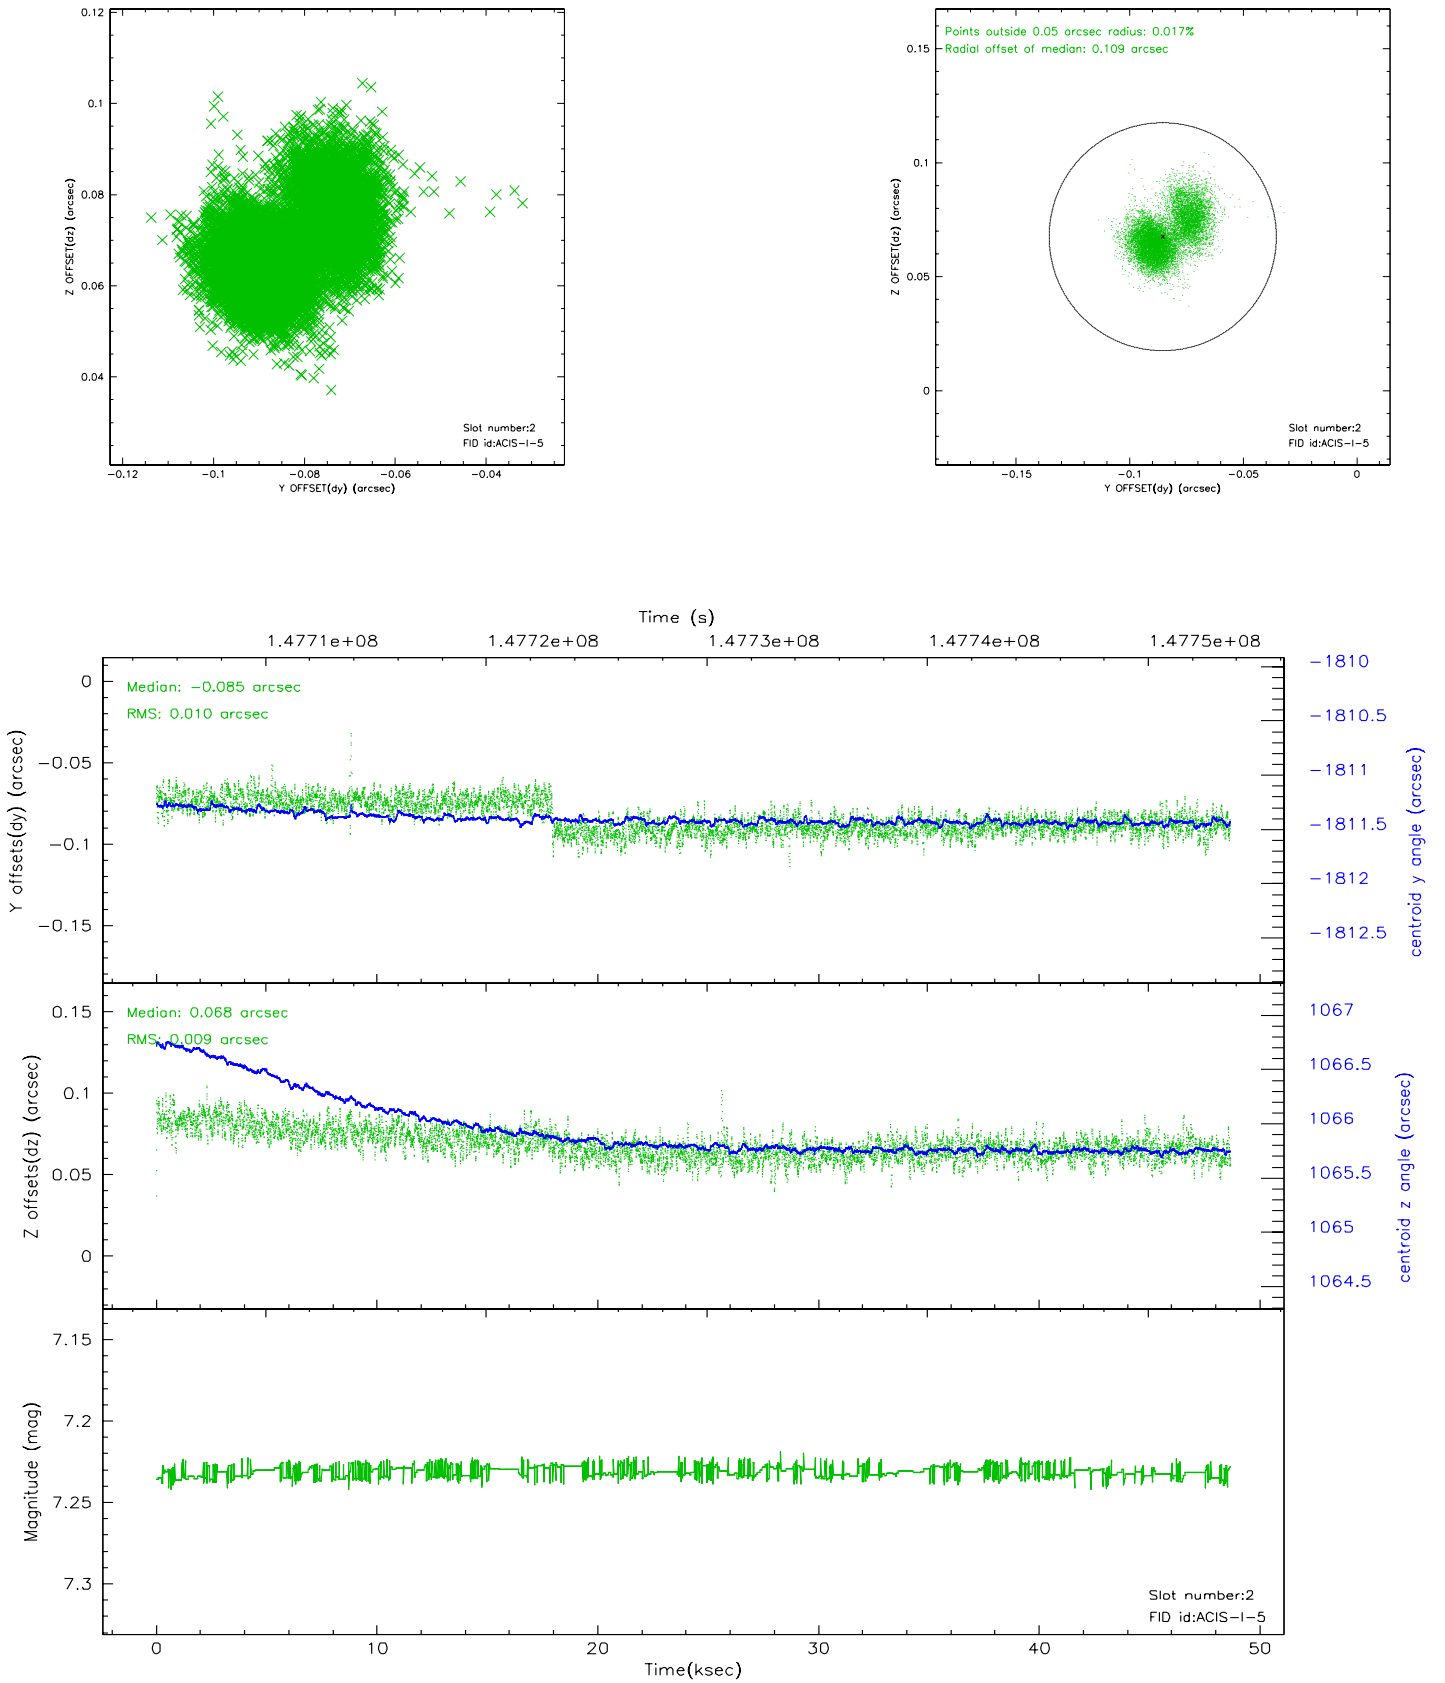 0.12
0.1
0.08
0.06
0.04
Z OFFSET(dz) (arcsec)
Slot number:2
FID id:ACIS-I-5
-0.12 -0.1 -0.08 -0.06 -0.04
Y OFFSET(dy) (arcsec)
Points outside 0.05 arcsec radius: 0.017%
Radial offset of median: 0.109 arcsec
0.15
0.1
0.05
0
Z OFFSET(dz) (arcsec)
Slot number:2
FID id:ACIS-I-5
-0.15 -0.1 -0.05 0
Y OFFSET(dy) (arcsec)
Time (s)
1.4771e+08 1.4772e+08 1.4773e+08 1.4774e+08 1.4775e+08
Median: -0.085 arcsec
RMS: 0.010 arcsec
0
-0.05
-0.1
-0.15
Y offsets(dy) (arcsec)
-1810
-1810.5
-1811
-1811.5
-1812
-1812.5
centroid y angle (arcsec)
Median: 0.068 arcsec
RMS: 0.009 arcsec
0.15
0.1
0.05
0
Z offsets(dz) (arcsec)
1067
1066.5
1066
1065.5
1065
1064.5
centroid z angle (arcsec)
7.15
7.2
7.25
7.3
Magnitude (mag)
Slot number:2
FID id:ACIS-I-5
0 10 20 30 40 50
Time(ksec)